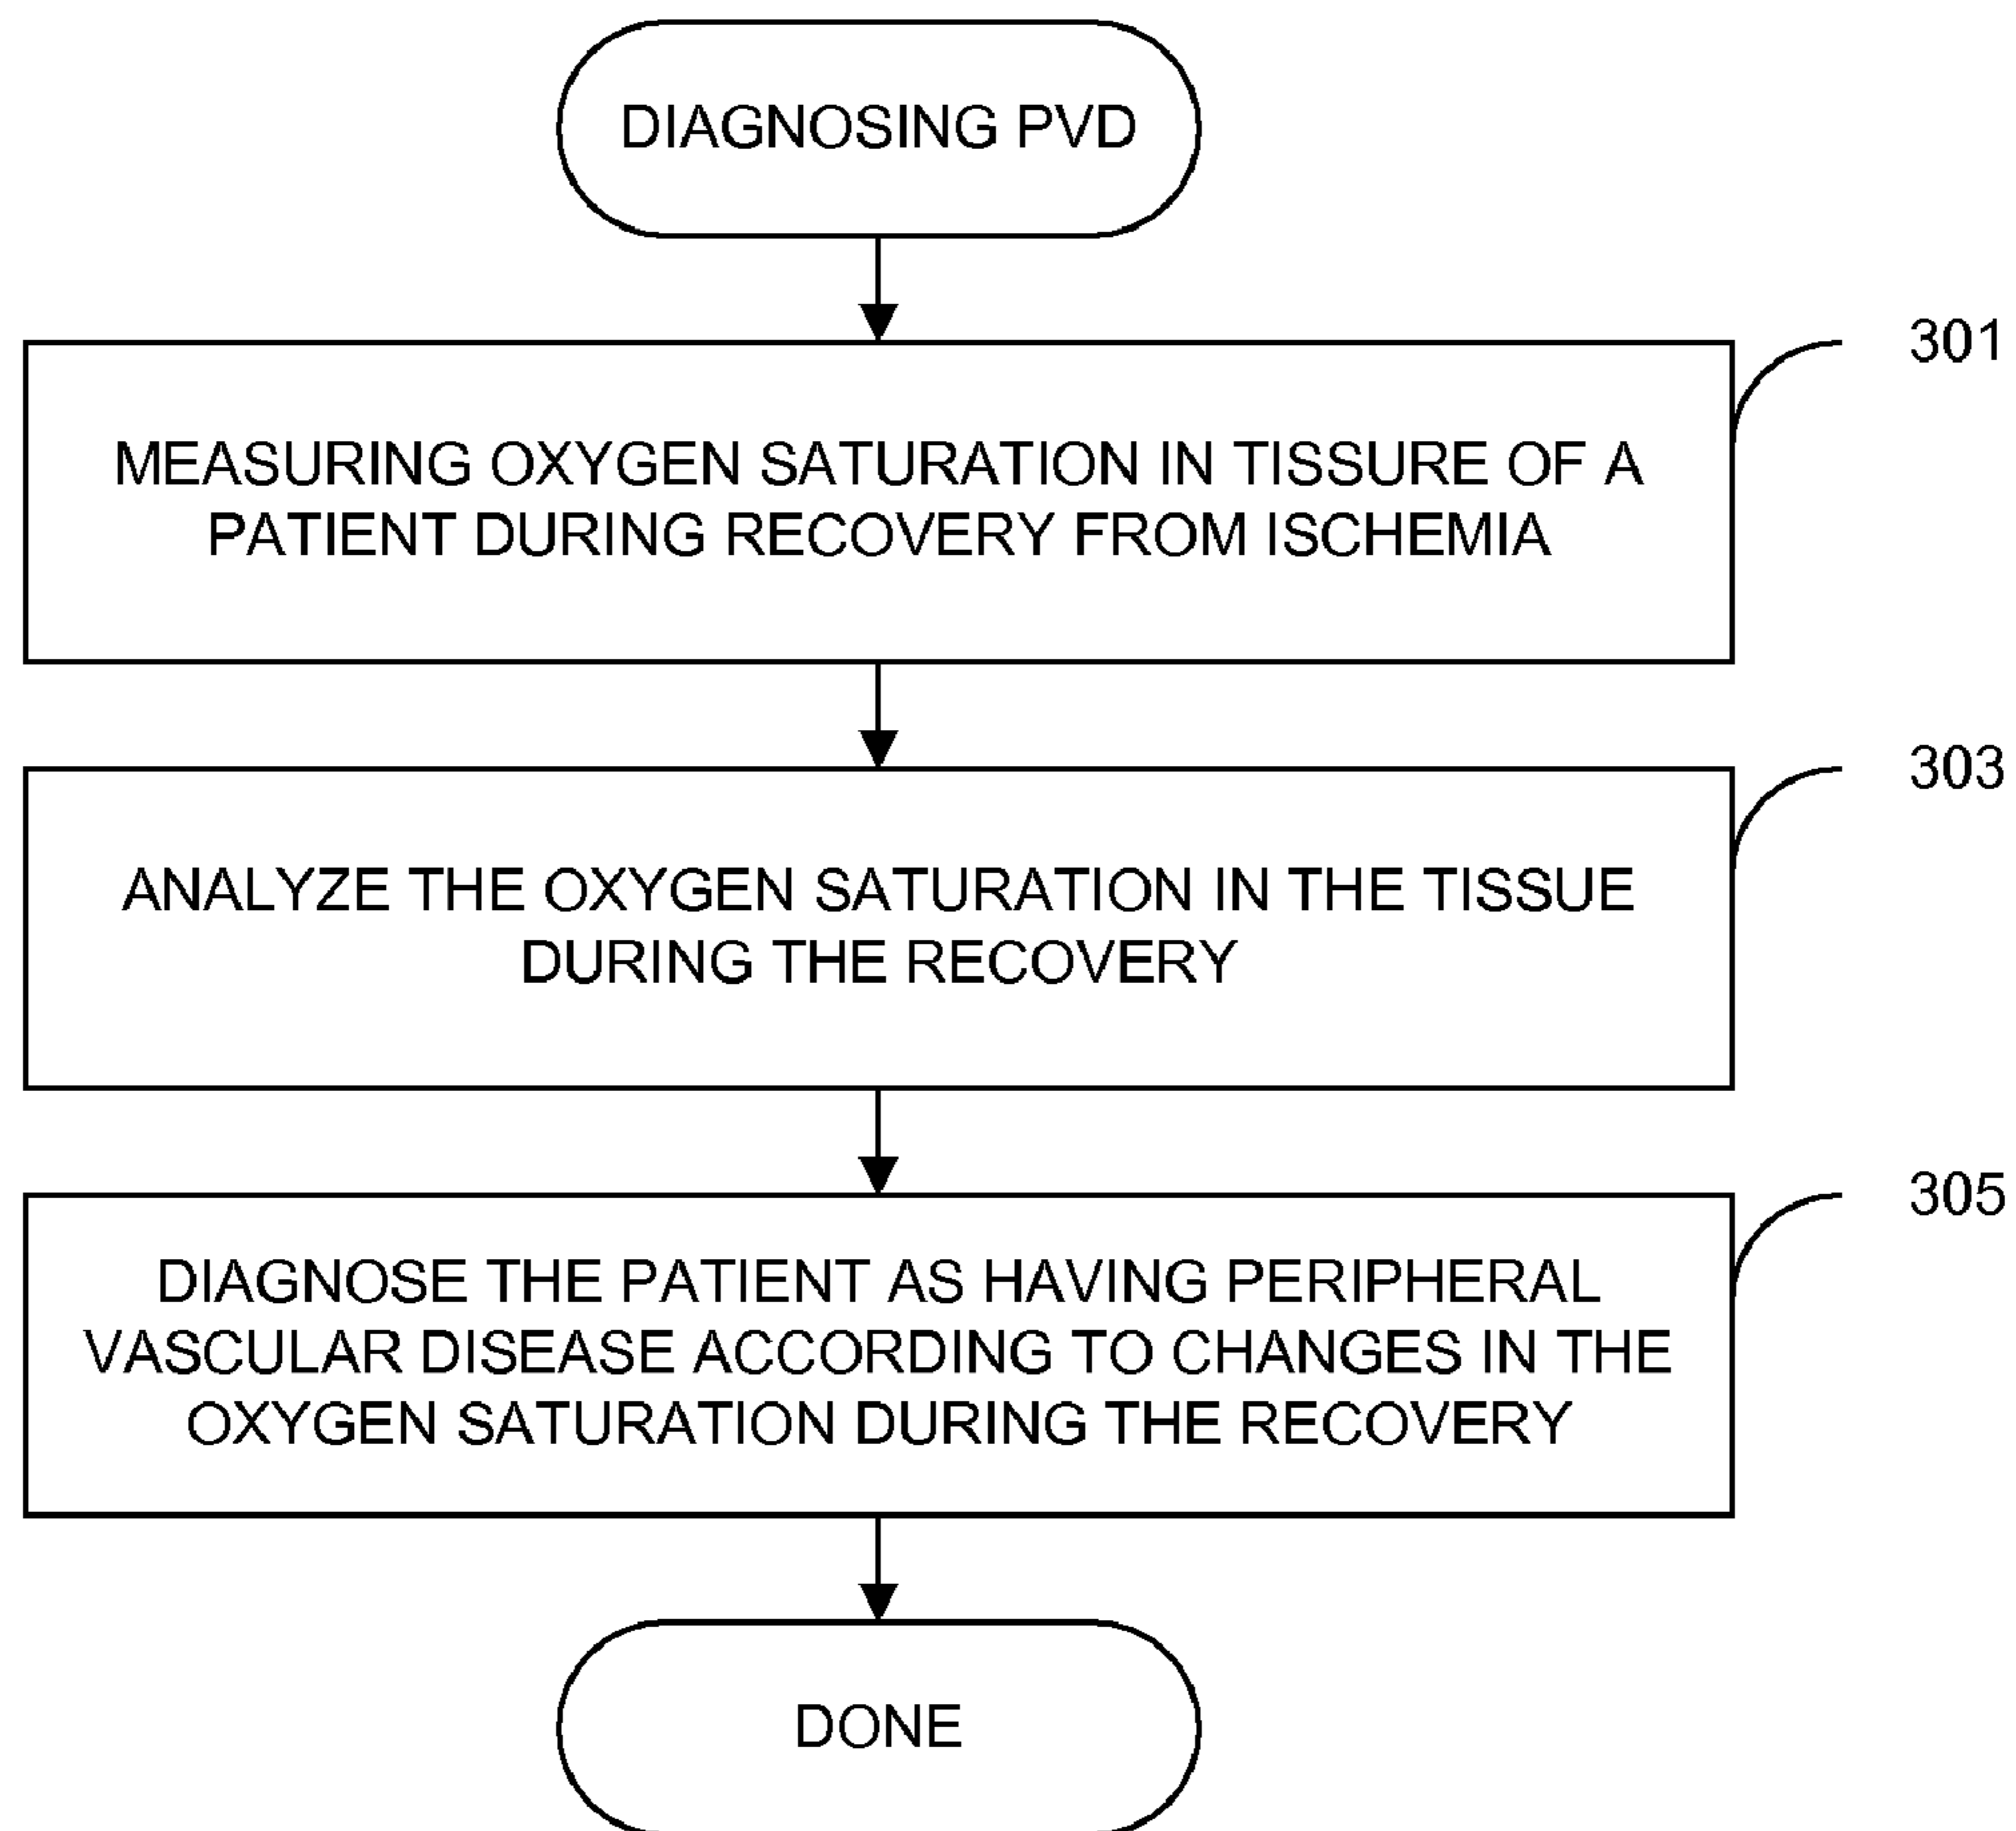 DIAGNOSING PVD
301
MEASURING OXYGEN SATURATION IN TISSURE OF A
PATIENT DURING RECOVERY FROM ISCHEMIA
303
ANALYZE THE OXYGEN SATURATION IN THE TISSUE
DURING THE RECOVERY
305
DIAGNOSE THE PATIENT AS HAVING PERIPHERAL
VASCULAR DISEASE ACCORDING TO CHANGES IN THE
OXYGEN SATURATION DURING THE RECOVERY
DONE